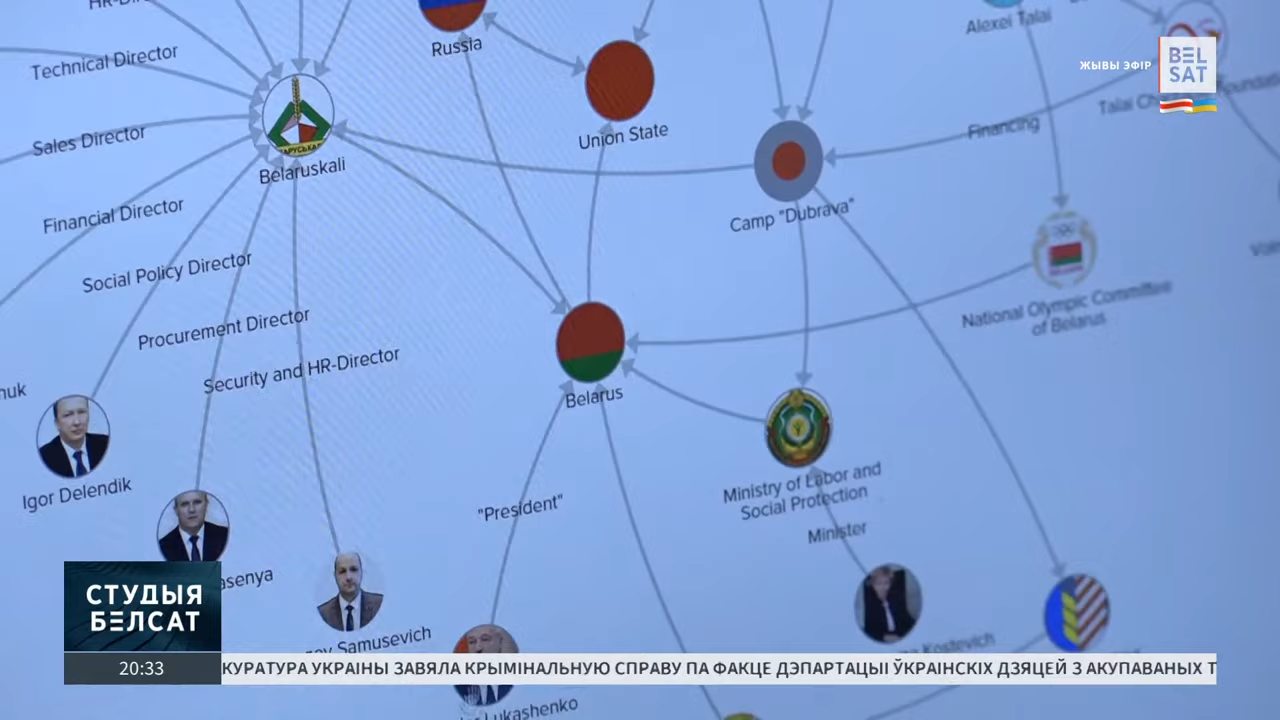 Technical Director
Sales Director
Financial Director
Social Policy Director
Procurement Director
Security and HR-Director
Belaruskali
Russia
Union State
Camp "Dubrava"
Financing
Alexei Talai
ЖЫВЫ ЭФІР
BEL
SAT
National Olympic Committee
of Belarus
Belarus
"President"
Ministry of Labor and
Social Protection
Minister
Igor Delendik
Samusevich
Lukashenko
Kostevich
СТУДЫЯ
БЕЛСАТ
20:33
КУРАТУРА УКРАІНЫ ЗАВЯЛА КРЫМІНАЛЬНУЮ СПРАВУ ПА ФАКЦЕ ДЭПАРТАЦЫІ ЎКРАІНСКІХ ДЗЯЦЕЙ З АКУПАВАНЫХ Т